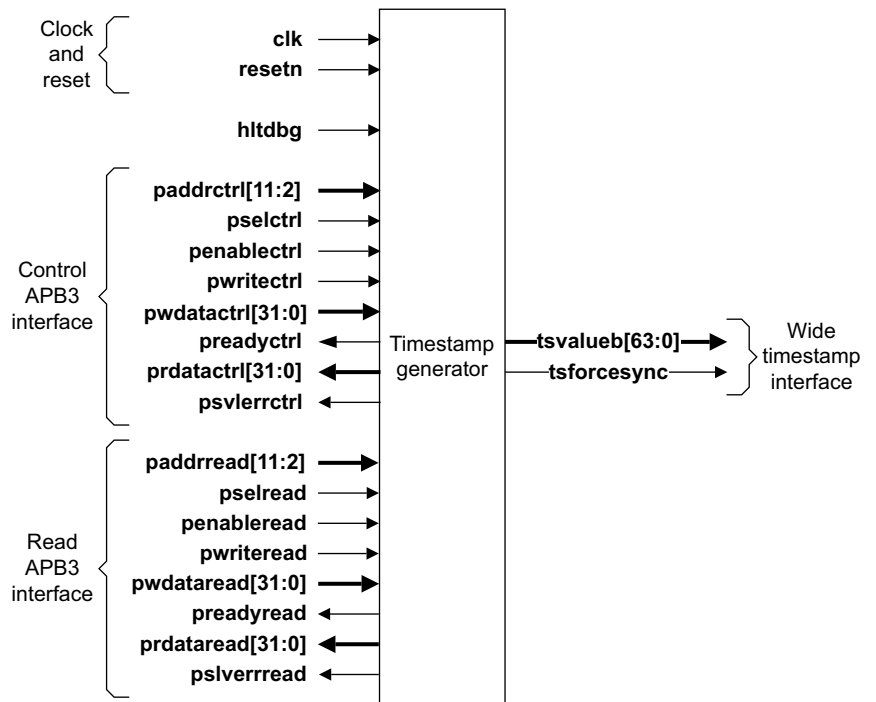 Clock
and
reset
clk
resetn
hltdbg
Control
APB3
interface
paddrctrl[11:2]
pselctrl
penablectrl
pwritectrl
pwdatactrl[31:0]
preadyctrl
prdatactrl[31:0]
psvlerrctrl
Read
APB3
interface
paddrread[11:2]
pselread
penableread
pwriteread
pwdataread[31:0]
preadyread
prdataread[31:0]
pslverrread
Timestamp
generator
tsvalueb[63:0]
tsforcesync
Wide
timestamp
interface